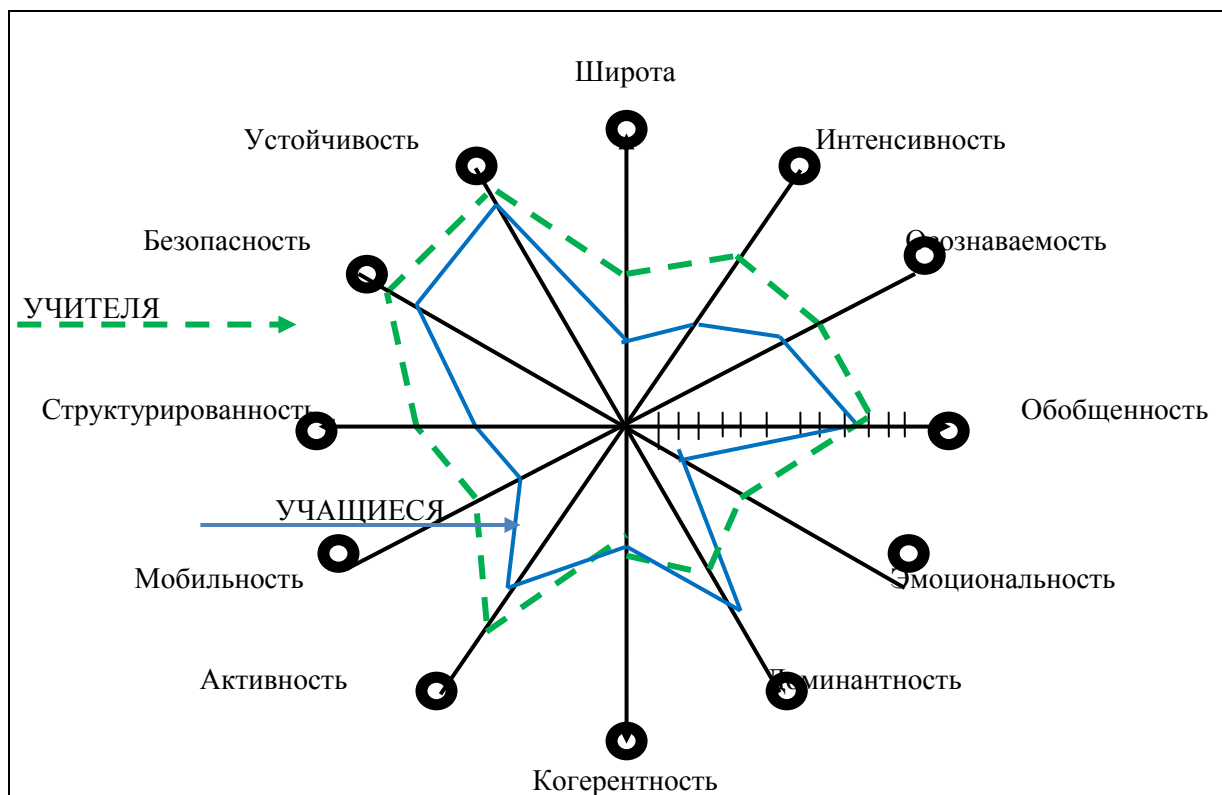 Широта
Устойчивость
Интенсивность
Безопасность
Осознаваемость
УЧИТЕЛЯ
Структурированность
Обобщенность
УЧАЩИЕСЯ
Мобильность
Эмоциональность
Активность
Доминантность
Когерентность